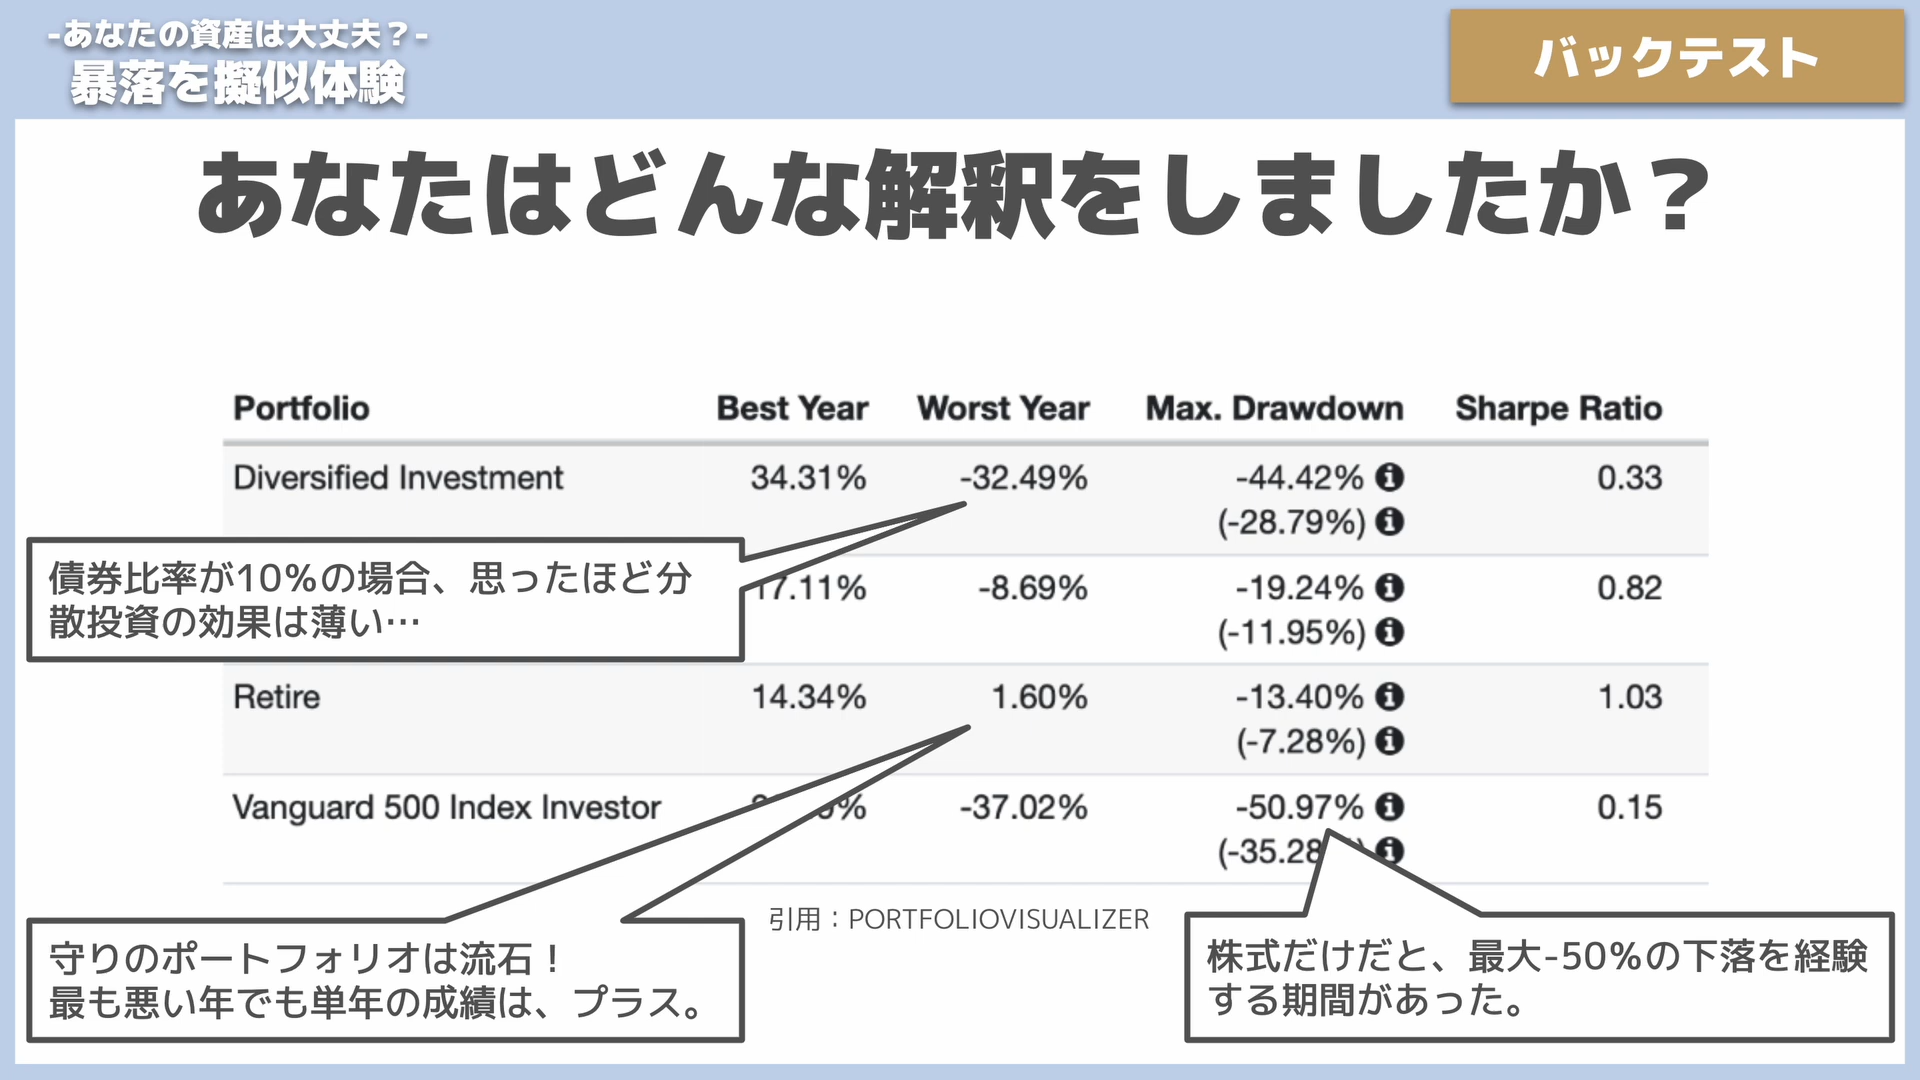 -あなたの資産は大丈夫？-
暴落を擬似体験
バックテスト
あなたはどんな解釈をしましたか？
Portfolio Best Year Worst Year Max. Drawdown Sharpe Ratio
Diversified Investment 34.31% -32.49% -44.42% 0.33
(-28.79%)
債券比率が10%の場合、思ったほど分
散投資の効果は薄い…
17.11% -8.69% -19.24% 0.82
(-11.95%)
Retire 14.34% 1.60% -13.40% 1.03
(-7.28%)
Vanguard 500 Index Investor -37.02% -50.97% 0.15
(-35.28
引用：PORTFOLIOVISUALIZER
守りのポートフォリオは流石！
最も悪い年でも単年の成績は、プラス。
株式だけだと、最大-50%の下落を経験
する期間があった。